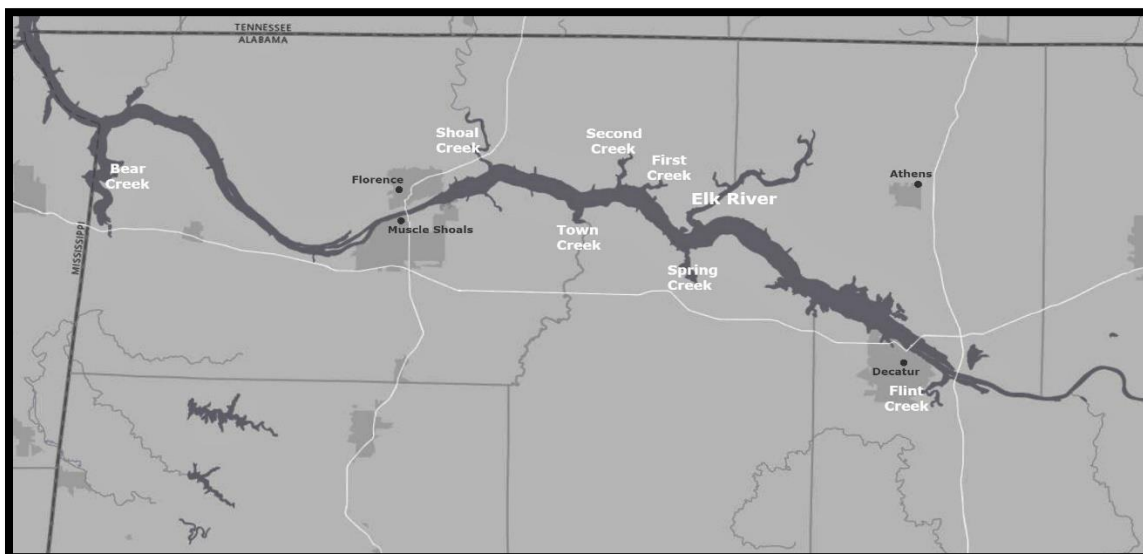 TENNESSEE
ALABAMA
Shoal
Creek
Second
Creek
First
Creek
Bear
Creek
Florence
Athens
Elk River
Muscle Shoals
Town
Creek
MISSISSIPPI
Spring
Creek
Decatur
Flint
Creek